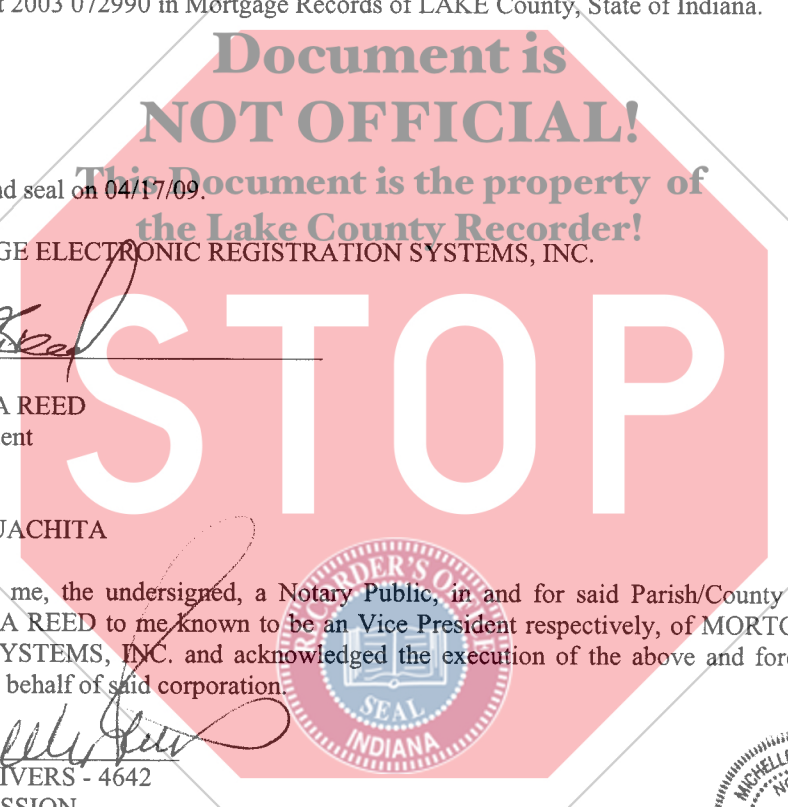 2003 072990 in Mortgage Records of LAKE County, State of Indiana.
Document is
NOT OFFICIAL!
This Document is the property of
the Lake County Recorder!
nd seal on 04/17/09.
GE ELECTRONIC REGISTRATION SYSTEMS, INC.
STOP
A REED
ent
UACHITA
me, the undersigned, a Notary Public, in and for said Parish/County
A REED to me known to be an Vice President respectively, of MORTG
YSTEMS, INC. and acknowledged the execution of the above and fore
behalf of said corporation.
RECORDER'S OFFICE
SEAL
INDIANA
IVERS - 4642
SSION
MICHELLE